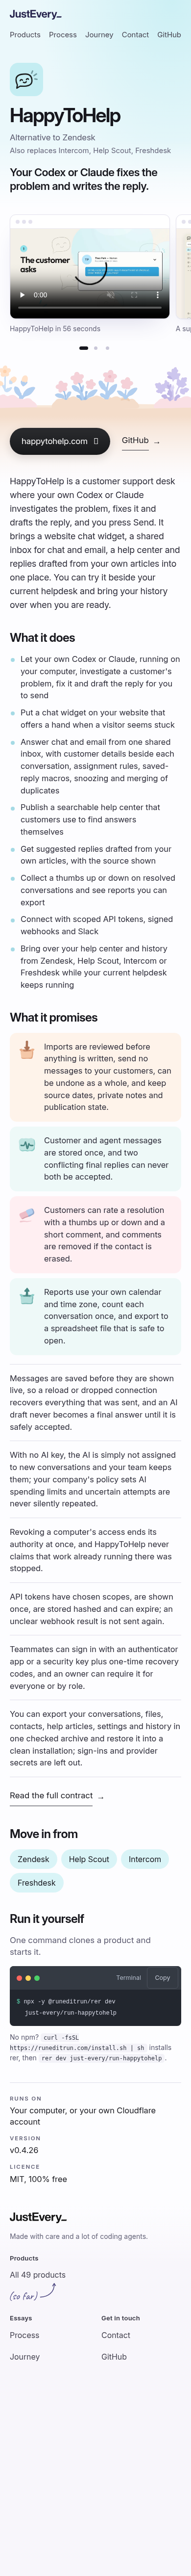 JustEvery_
Products Process Journey Contact GitHub
HappyToHelp
Alternative to Zendesk
Also replaces Intercom, Help Scout, Freshdesk
Your Codex or Claude fixes the
problem and writes the reply.
The customer
asks
0:00
HappyToHelp in 56 seconds
A su
happytohelp.com
GitHub →
HappyToHelp is a customer support desk
where your own Codex or Claude
investigates the problem, fixes it and
drafts the reply, and you press Send. It
brings a website chat widget, a shared
inbox for chat and email, a help center and
replies drafted from your own articles into
one place. You can try it beside your
current helpdesk and bring your history
over when you are ready.
What it does
Let your own Codex or Claude, running on
your computer, investigate a customer's
problem, fix it and draft the reply for you
to send
Put a chat widget on your website that
offers a hand when a visitor seems stuck
Answer chat and email from one shared
inbox, with customer details beside each
conversation, assignment rules, saved-
reply macros, snoozing and merging of
duplicates
Publish a searchable help center that
customers use to find answers
themselves
Get suggested replies drafted from your
own articles, with the source shown
Collect a thumbs up or down on resolved
conversations and see reports you can
export
Connect with scoped API tokens, signed
webhooks and Slack
Bring over your help center and history
from Zendesk, Help Scout, Intercom or
Freshdesk while your current helpdesk
keeps running
What it promises
Imports are reviewed before
anything is written, send no
messages to your customers, can
be undone as a whole, and keep
source dates, private notes and
publication state.
Customer and agent messages
are stored once, and two
conflicting final replies can never
both be accepted.
Customers can rate a resolution
with a thumbs up or down and a
short comment, and comments
are removed if the contact is
erased.
Reports use your own calendar
and time zone, count each
conversation once, and export to
a spreadsheet file that is safe to
open.
Messages are saved before they are shown
live, so a reload or dropped connection
recovers everything that was sent, and an AI
draft never becomes a final answer until it is
safely accepted.
With no AI key, the AI is simply not assigned
to new conversations and your team keeps
them; your company's policy sets AI
spending limits and uncertain attempts are
never silently repeated.
Revoking a computer's access ends its
authority at once, and HappyToHelp never
claims that work already running there was
stopped.
API tokens have chosen scopes, are shown
once, are stored hashed and can expire; an
unclear webhook result is not sent again.
Teammates can sign in with an authenticator
app or a security key plus one-time recovery
codes, and an owner can require it for
everyone or by role.
You can export your conversations, files,
contacts, help articles, settings and history in
one checked archive and restore it into a
clean installation; sign-ins and provider
secrets are left out.
Read the full contract →
Move in from
Zendesk Help Scout Intercom
Freshdesk
Run it yourself
One command clones a product and
starts it.
Terminal Copy
$ npx -y @runeditrun/rer dev
just-every/run-happytohelp
No npm? curl -fsSL
https://runeditrun.com/install.sh | sh installs
rer, then rer dev just-every/run-happytohelp .
RUNS ON
Your computer, or your own Cloudflare
account
VERSION
v0.4.26
LICENCE
MIT, 100% free
JustEvery_
Made with care and a lot of coding agents.
Products
All 49 products
(so far)
Essays Get in touch
Process Contact
Journey GitHub